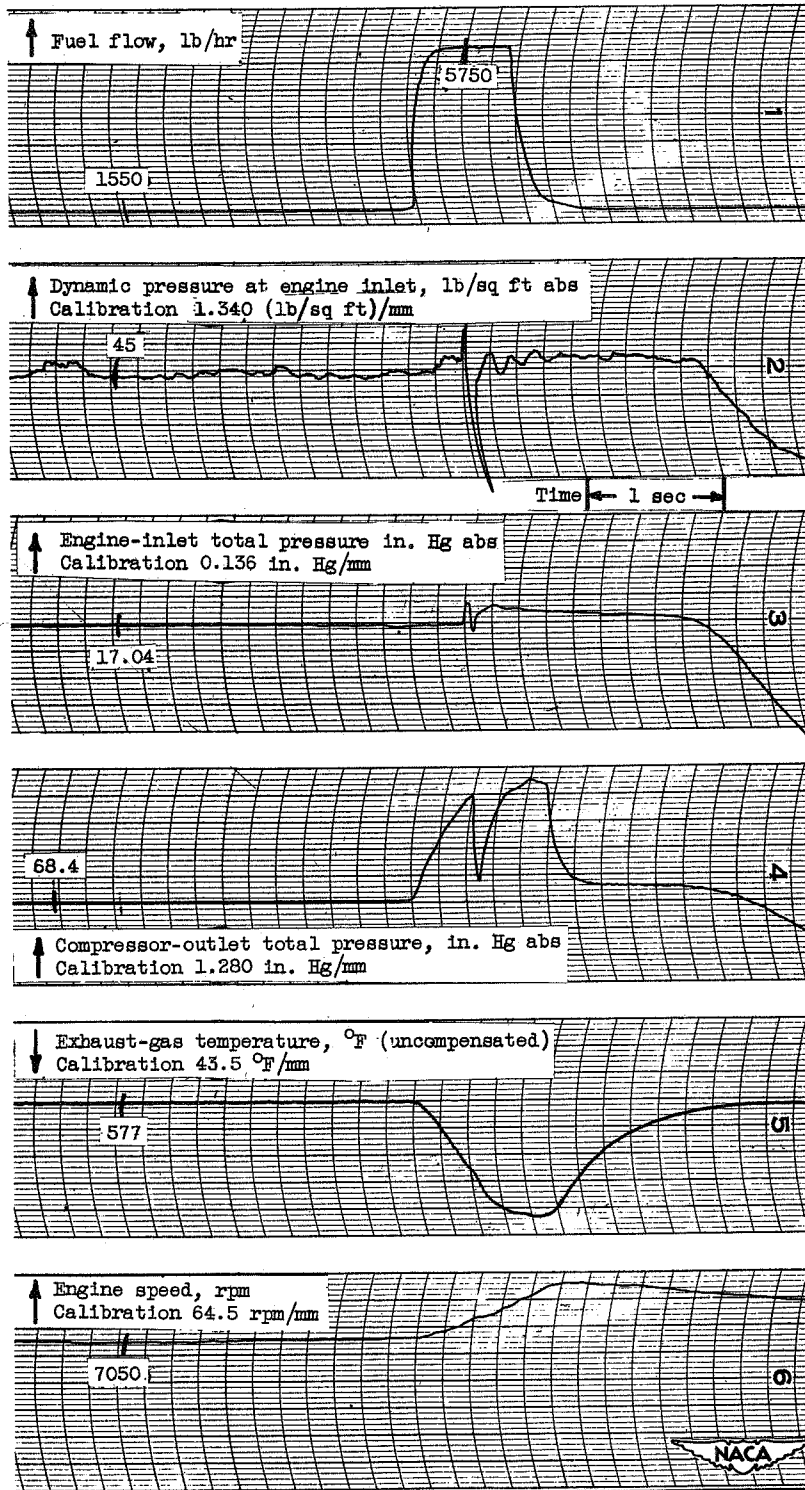 Fuel flow, lb/hr
5750
1550
1
Dynamic pressure at engine inlet, lb/sq ft abs
Calibration 1.340 (lb/sq ft)/mm
45
2
Time 1 sec
Engine-inlet total pressure in. Hg abs
Calibration 0.136 in. Hg/mm
17.04
3
68.4
4
Compressor-outlet total pressure, in. Hg abs
Calibration 1.280 in. Hg/mm
Exhaust-gas temperature, °F (uncompensated)
Calibration 43.5 °F/mm
577
5
Engine speed, rpm
Calibration 64.5 rpm/mm
7050
6
NACA